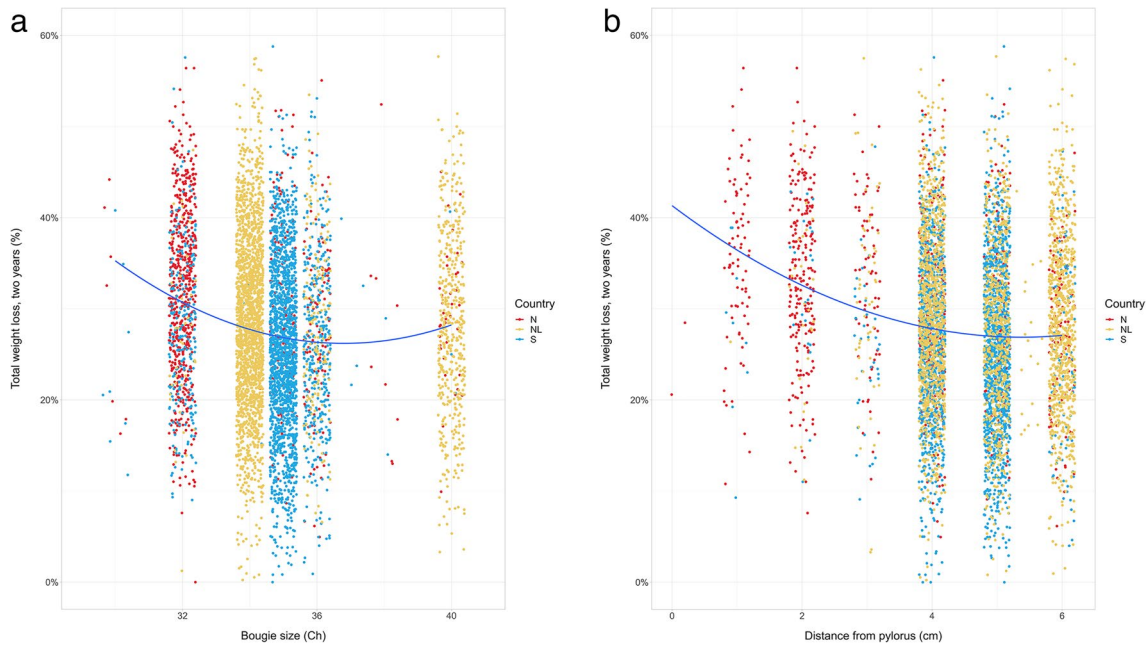 a
60%
40%
20%
0%
Total weight loss, two years (%)
32
36
40
Bougie size (Ch)
Country
N
NL
S
b
60%
40%
20%
0%
Total weight loss, two years (%)
0
2
4
6
Distance from pylorus (cm)
Country
N
NL
S